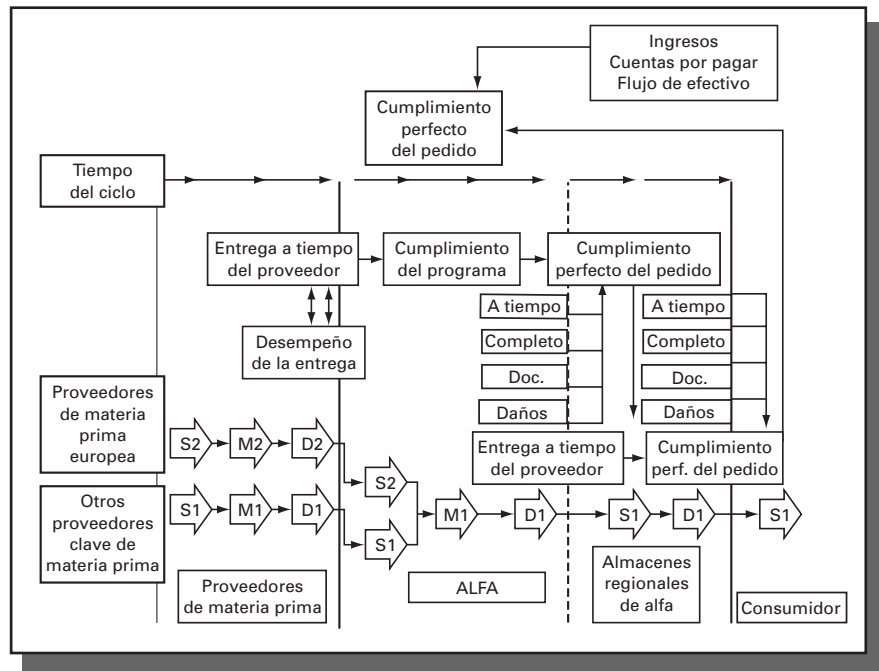 Ingresos
Cuentas por pagar
Flujo de efectivo
Cumplimiento
perfecto
del pedido
Tiempo
del ciclo
Entrega a tiempo
del proveedor
Cumplimiento
del programa
Cumplimiento
perfecto del pedido
A tiempo
Completo
Doc.
Daños
A tiempo
Completo
Doc.
Daños
Desempeño
de la entrega
Entrega a tiempo
del proveedor
Cumplimiento
perf. del pedido
Proveedores
de materia
prima
europea
S2
M2
D2
S2
Otros
proveedores
clave de
materia prima
S1
M1
D1
S1
M1
D1
S1
D1
S1
Proveedores
de materia prima
ALFA
Almacenes
regionales
de alfa
Consumidor